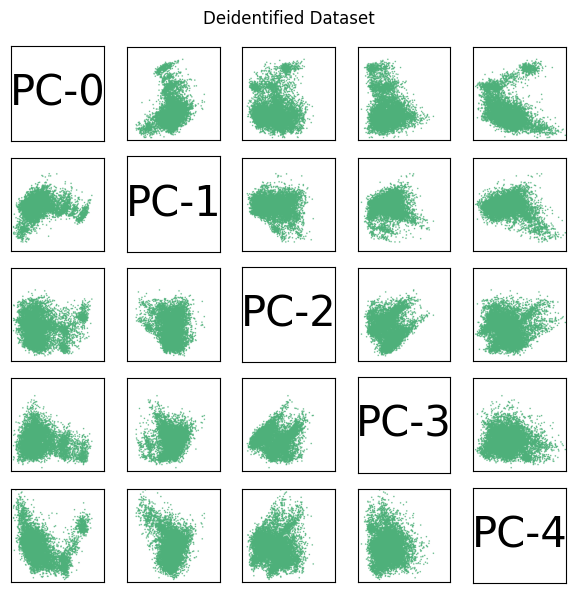 Deidentified Dataset
PC-0
PC-1
PC-2
PC-3
PC-4